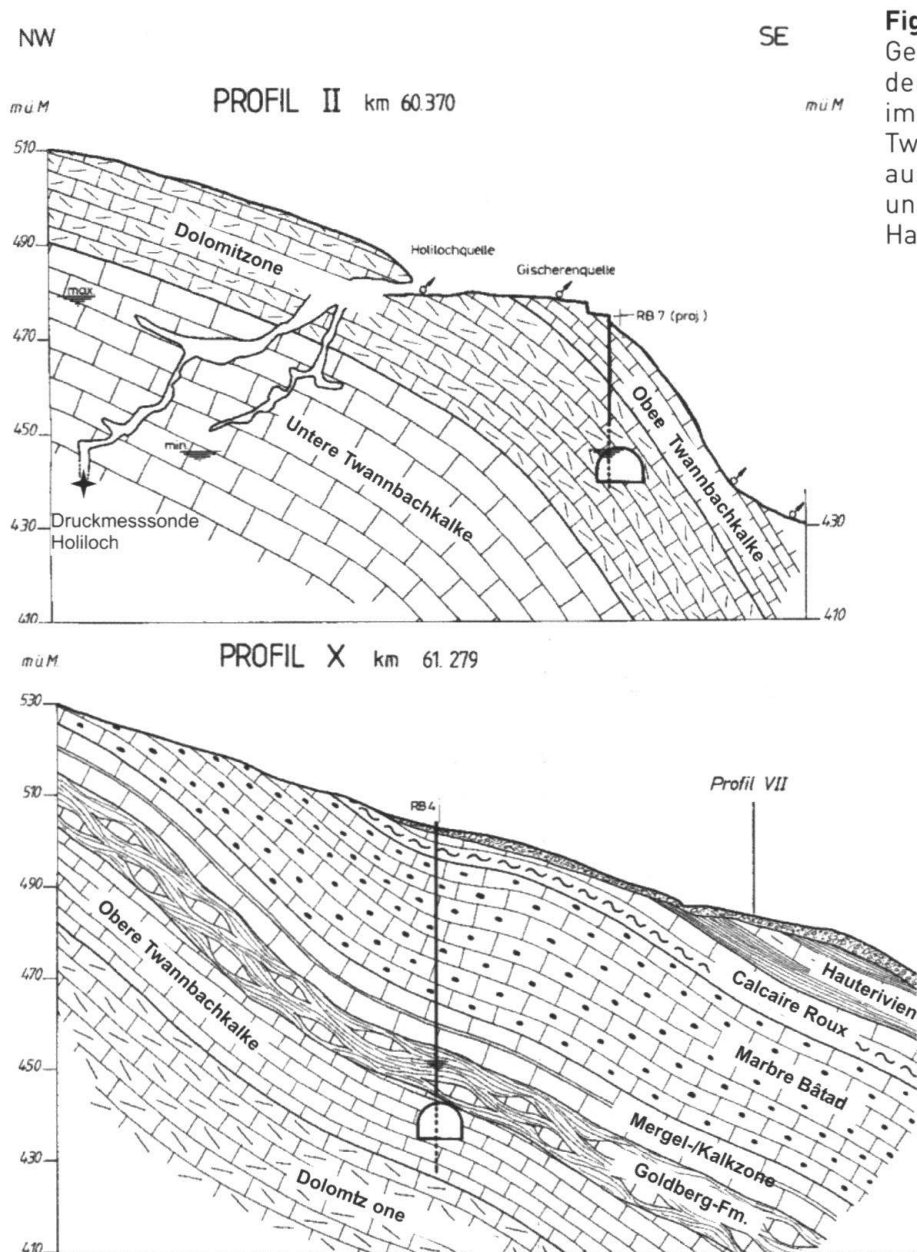 NW
SE
Fig
Ge
de
im
Tw
au
un
Ha
mü M
PROFIL II km 60.370
mü M
510
490
470
450
430
410
430
410
Dolomitzone
Holilochquelle
Gischerenquelle
RB 7 (proj.)
max
min
Untere Twannbachkalke
Obee Twannbachkalke
Druckmesssonde
Holiloch
mü M.
PROFIL X km 61.279
530
510
490
470
450
430
410
RB 4
Profil VII
Obere Twannbachkalke
Dolomtz one
Hauterivien
Calcaire Roux
Marbre Bâtad
Mergel-/Kalkzone
Goldberg-Fm.